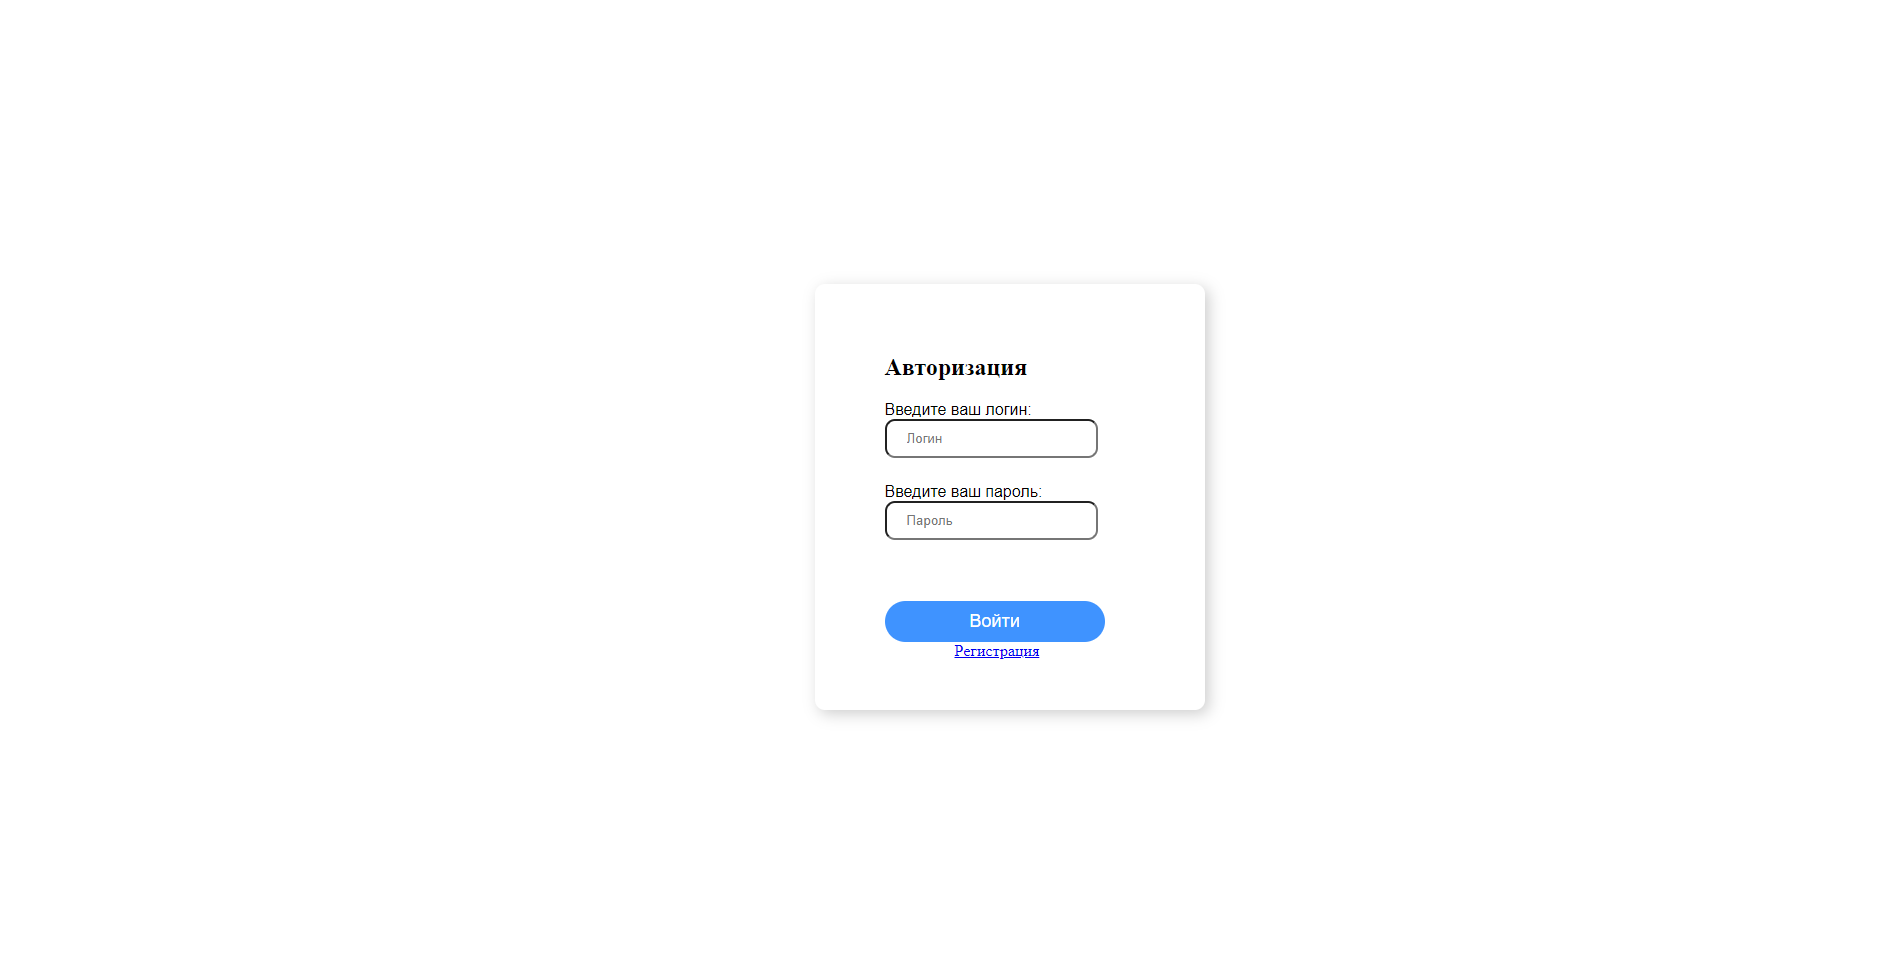 Авторизация
Введите ваш логин:
Логин
Введите ваш пароль:
Пароль
Войти
Регистрация